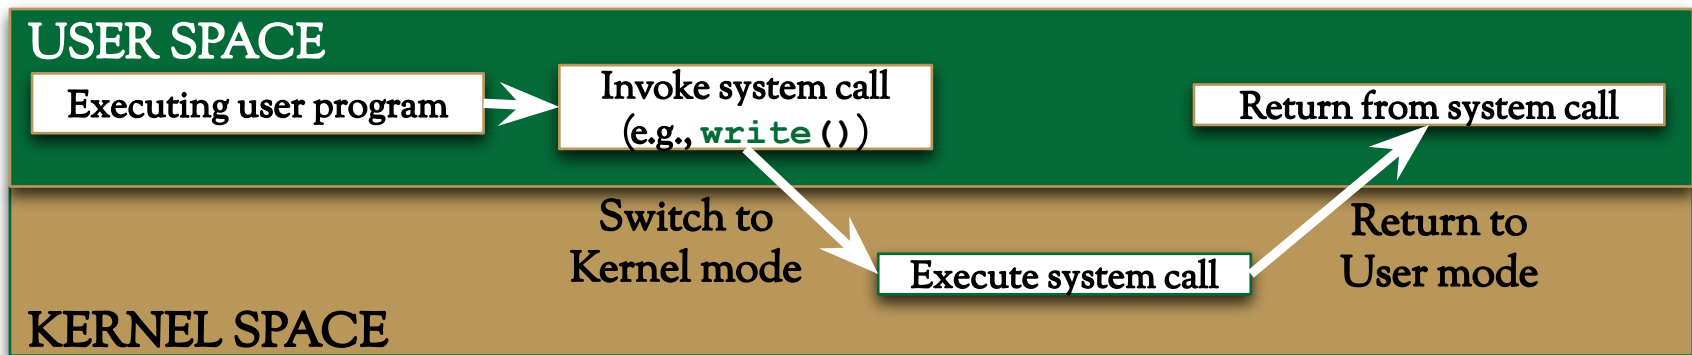 USER SPACE
Executing user program
Invoke system call
(e.g., write())
Return from system call
Switch to
Kernel mode
Execute system call
Return to
User mode
KERNEL SPACE